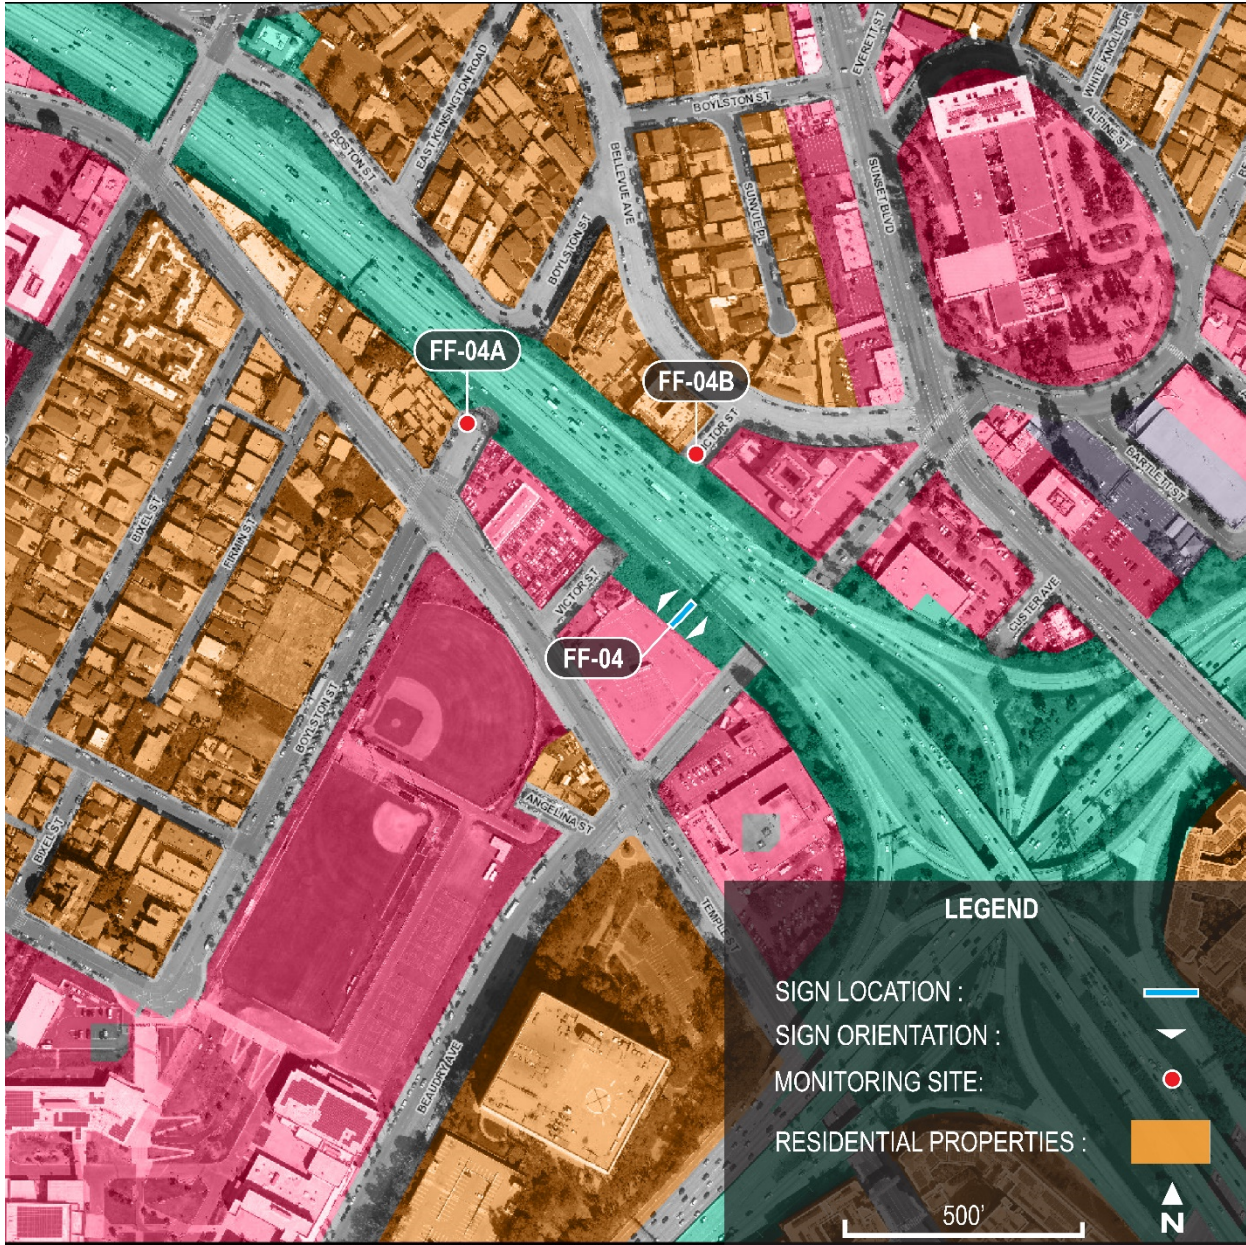 EVERETT ST
WHITE KNOLL DR
EAST KENSINGTON ROAD
BOYLSTON ST
ALPINE ST
BOSTON ST
BELLEVUE AVE
SUNVUE PL
SUNSET BLVD
BOYLSTON ST
FF-04A
FF-04B
VICTOR ST
BARTLETT ST
BIXEL ST
FIRMIN ST
VICTOR ST
CUSTER AVE
FF-04
BOYLSTON ST
ANGELINA ST
BIXEL ST
TEMPLE ST
BEAUDRY AVE
LEGEND
SIGN LOCATION :
SIGN ORIENTATION :
MONITORING SITE:
RESIDENTIAL PROPERTIES :
500'
N